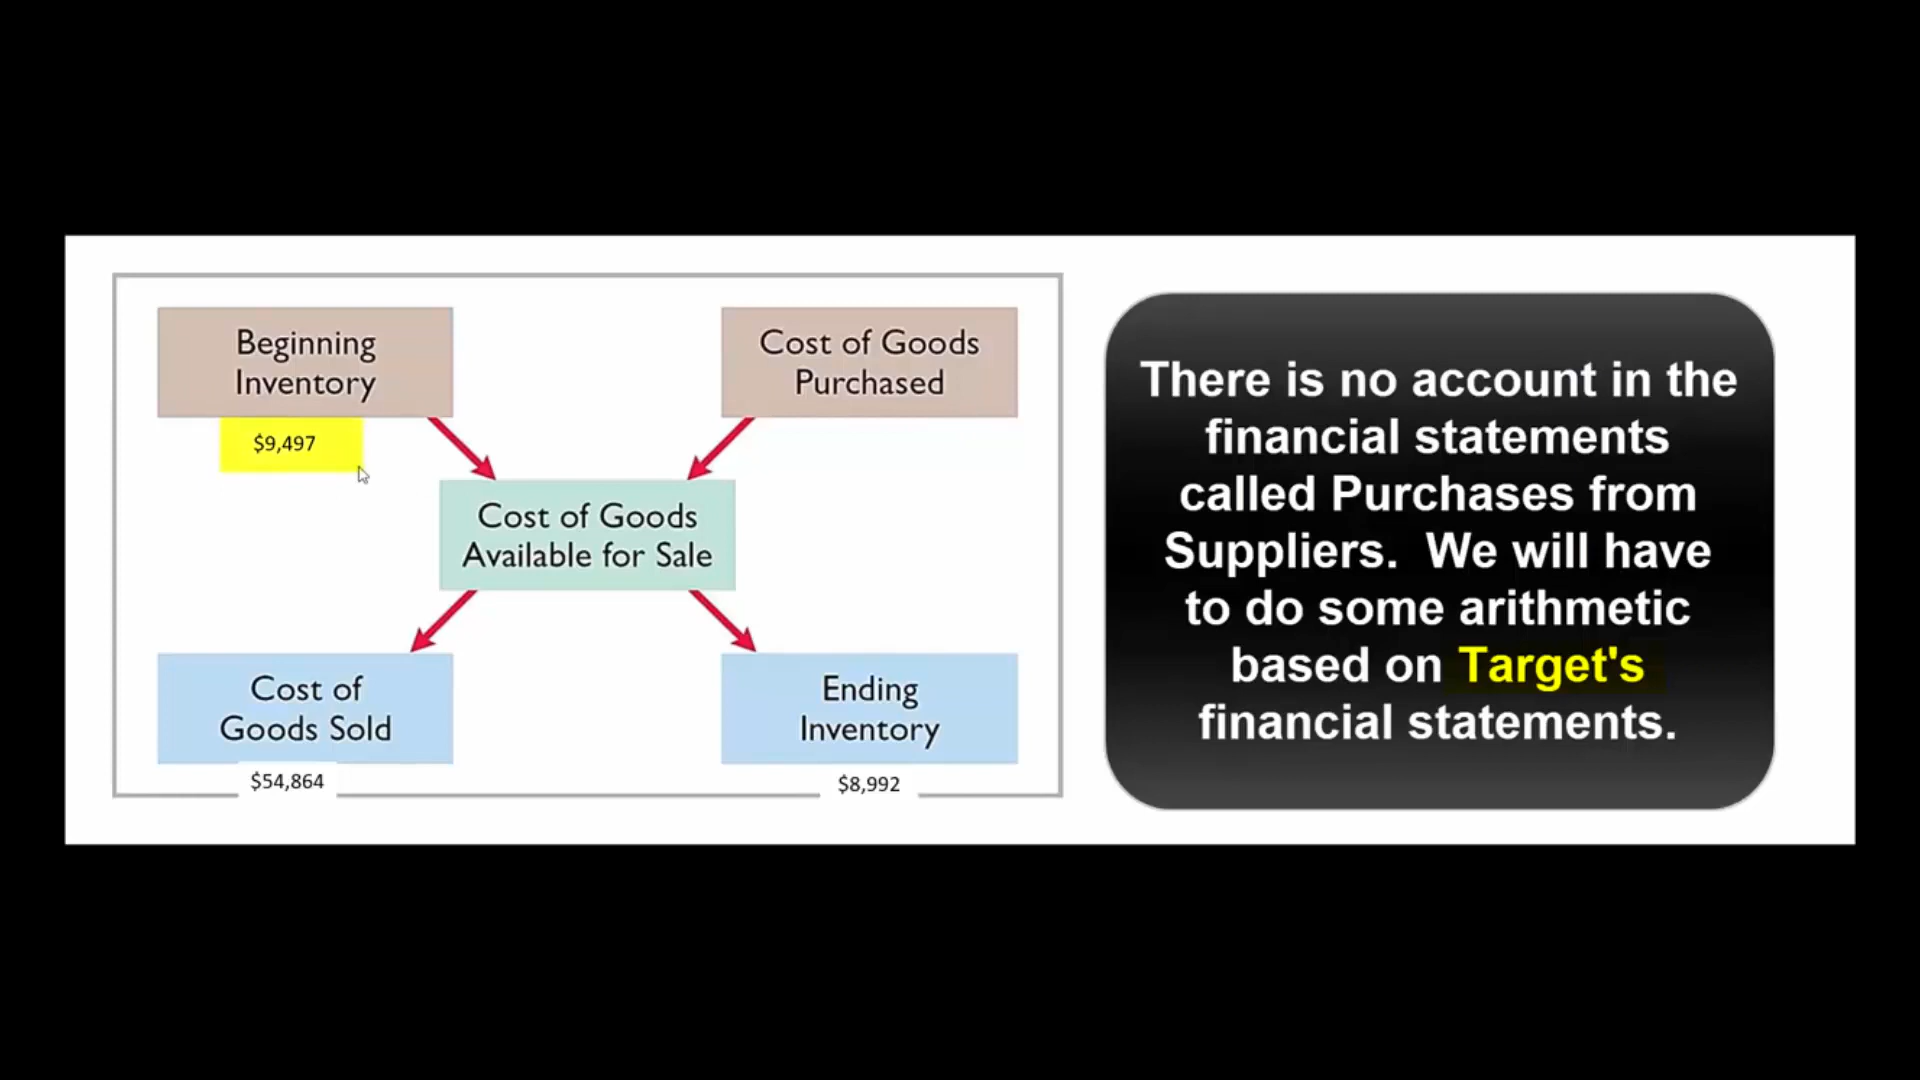 Beginning
Inventory
$9,497
Cost of Goods
Purchased
Cost of Goods
Available for Sale
Cost of
Goods Sold
$54,864
Ending
Inventory
$8,992
There is no account in the
financial statements
called Purchases from
Suppliers.  We will have
to do some arithmetic
based on Target's
financial statements.